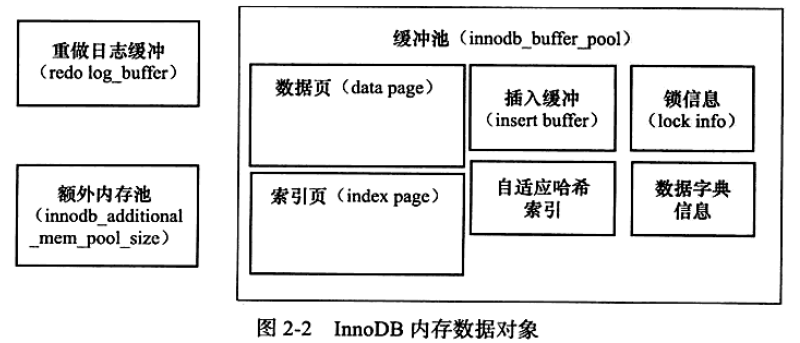 重做日志缓冲
（redo log_buffer）
额外内存池
（innodb_additional
_mem_pool_size）
缓冲池（innodb_buffer_pool）
数据页（data page）
插入缓冲
（insert buffer）
锁信息
（lock info）
索引页（index page）
自适应哈希
索引
数据字典
信息
图 2-2 InnoDB 内存数据对象